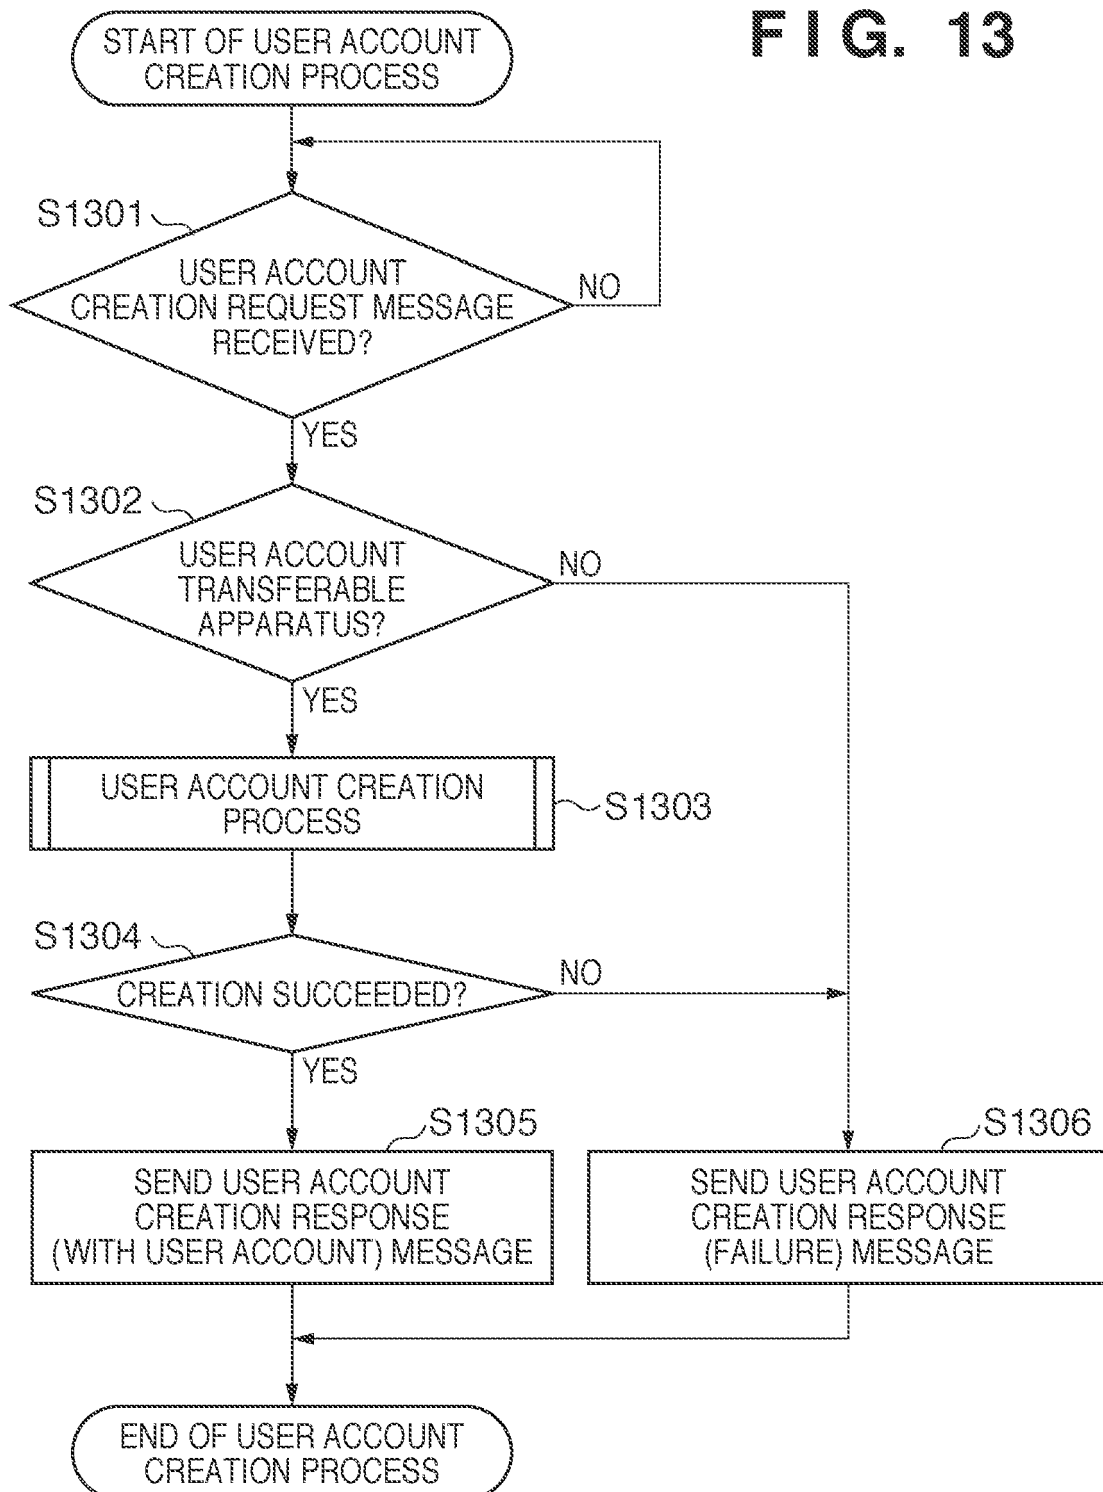 FIG. 13
START OF USER ACCOUNT
CREATION PROCESS
S1301
USER ACCOUNT
CREATION REQUEST MESSAGE
RECEIVED?
NO
YES
S1302
USER ACCOUNT
TRANSFERABLE
APPARATUS?
NO
YES
USER ACCOUNT CREATION
PROCESS
S1303
S1304
CREATION SUCCEEDED?
NO
YES
S1305
SEND USER ACCOUNT
CREATION RESPONSE
(WITH USER ACCOUNT) MESSAGE
S1306
SEND USER ACCOUNT
CREATION RESPONSE
(FAILURE) MESSAGE
END OF USER ACCOUNT
CREATION PROCESS